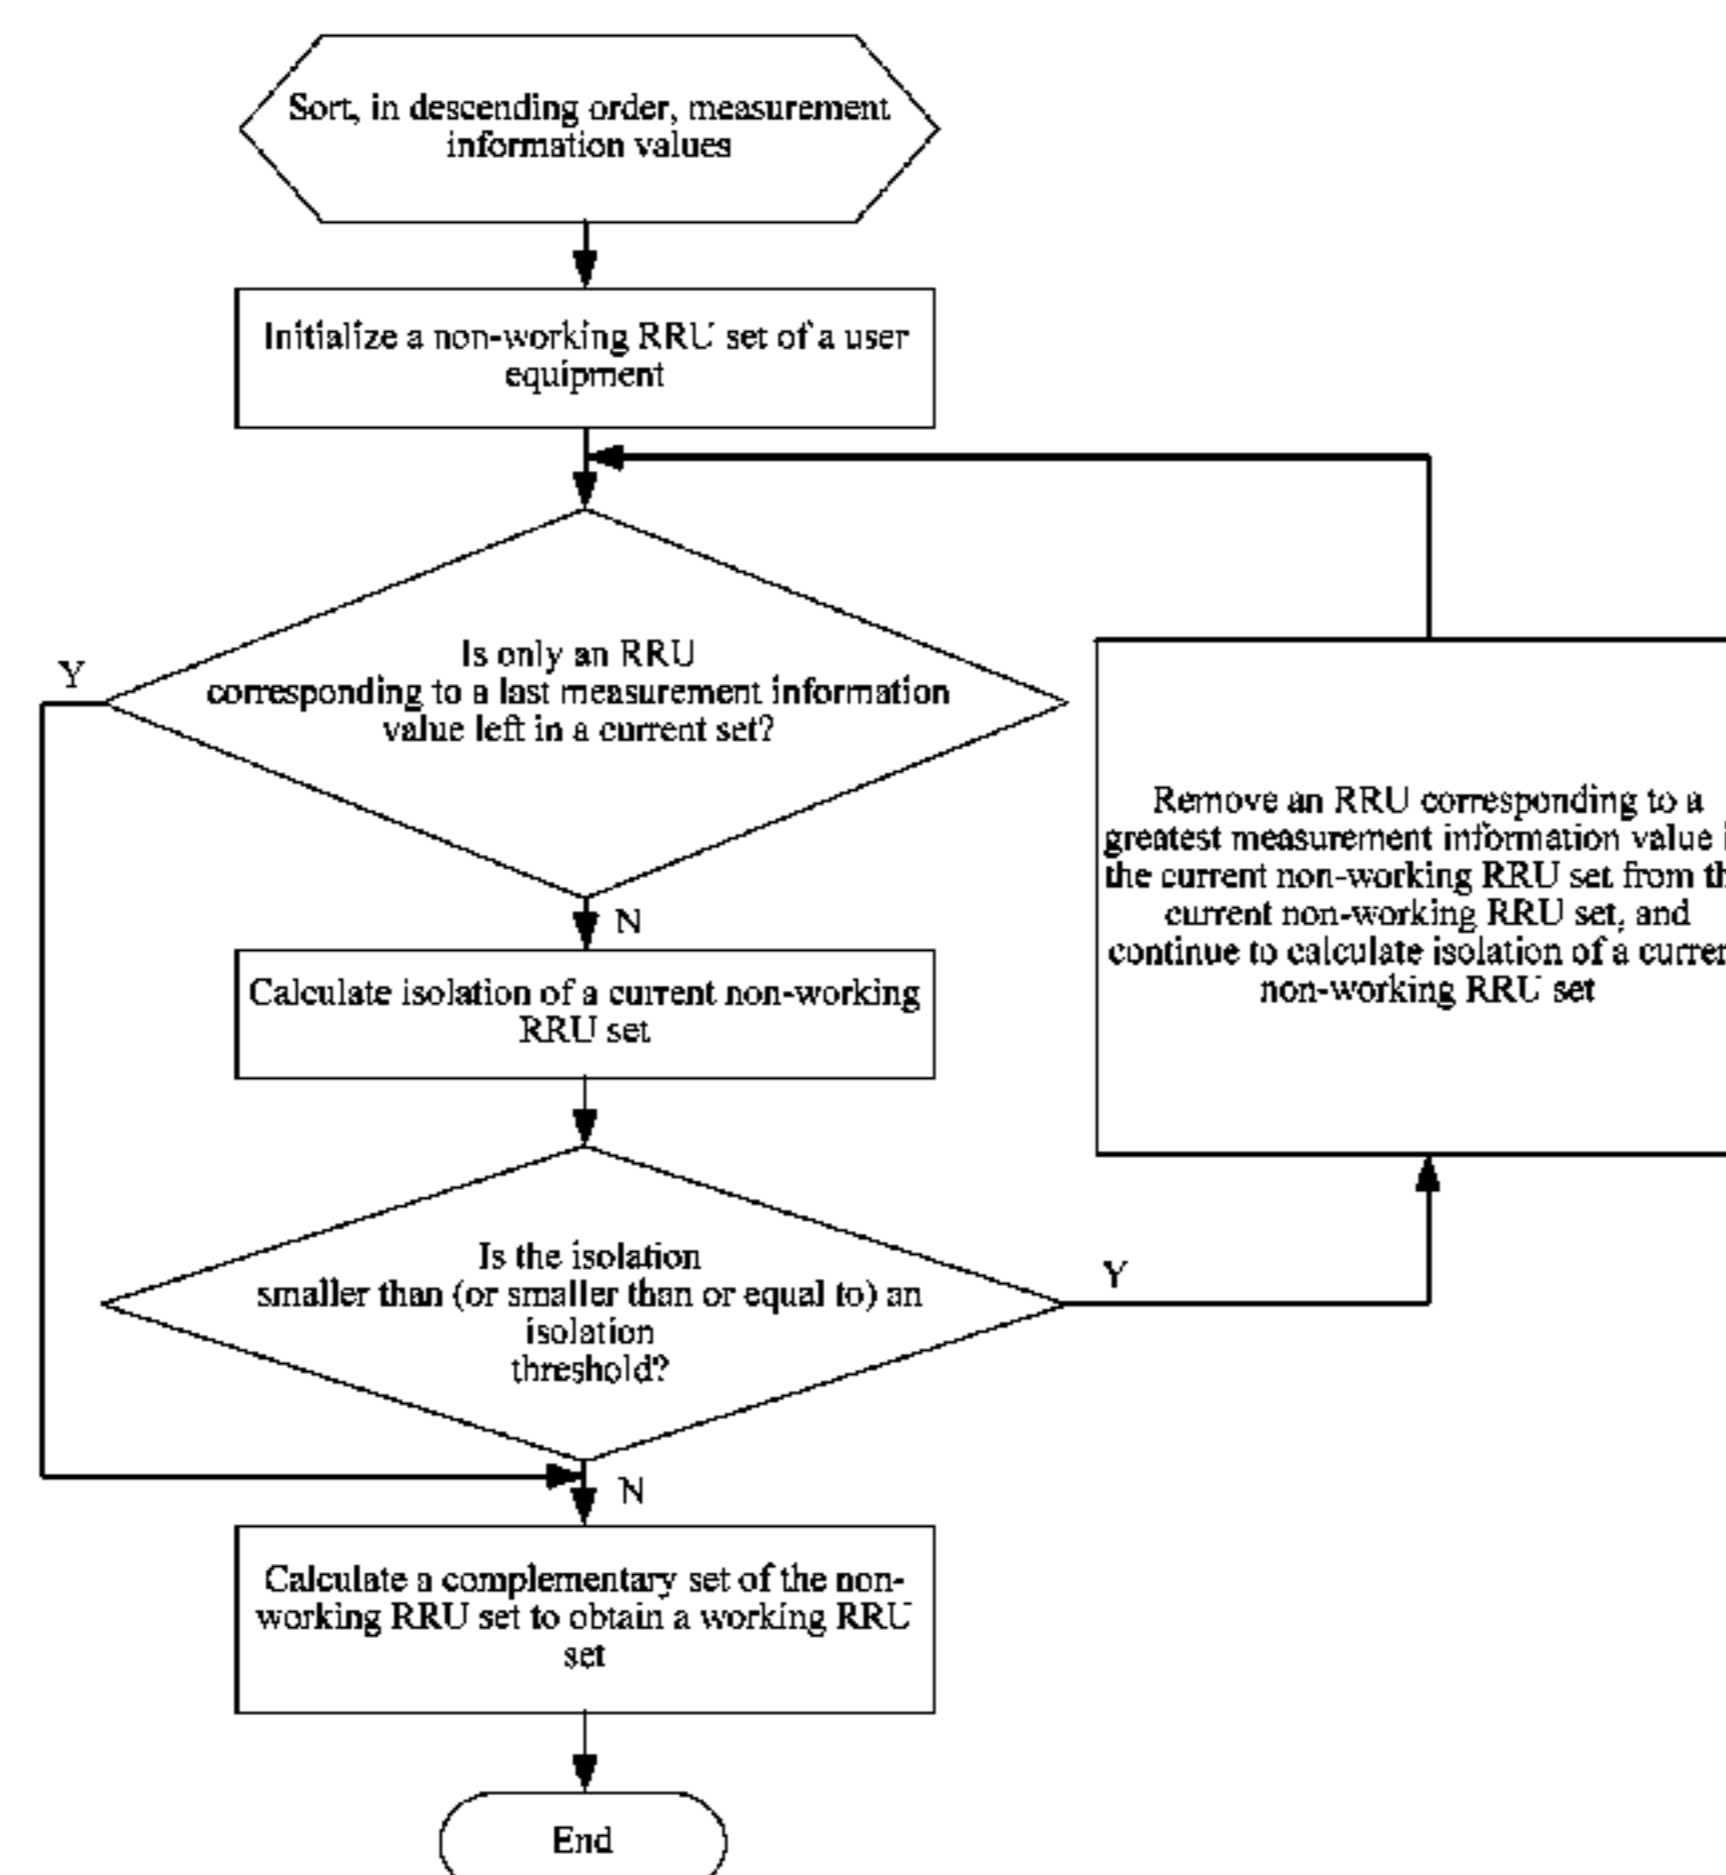 Sort, in descending order, measurement
information values
Initialize a non-working RRU set of a user
equipment
Y
Is only an RRU
corresponding to a last measurement information
value left in a current set?
N
Remove an RRU corresponding to a
greatest measurement information value
the current non-working RRU set from
current non-working RRU set, and
continue to calculate isolation of a
non-working RRU set
Calculate isolation of a current non-working
RRU set
Is the isolation
smaller than (or smaller than or equal to) an
isolation
threshold?
Y
N
Calculate a complementary set of the non-
working RRU set to obtain a working RRU
set
End